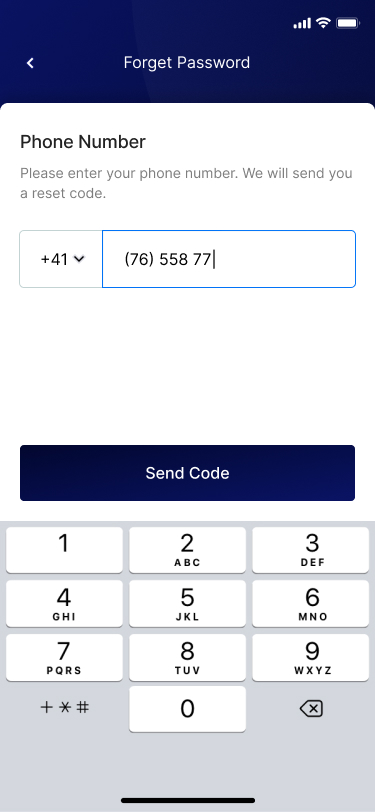 Forget Password
Phone Number
Please enter your phone number. We will send you
a reset code.
+41 (76) 558 77
Send Code
1 2 3
ABC DEF
4 5 6
GHI JKL MNO
7 8 9
PQRS TUV WXYZ
+*# 0